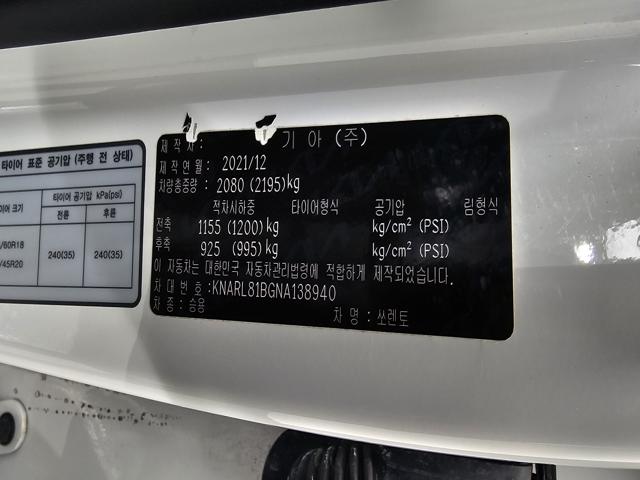 타이어 표준 공기압 (주행 전 상태)
타이어 공기압 kPa(psi)
이어 크기
전륜 후륜
/60R18
/45R20
240(35) 240(35)
제작자: 기아 (주)
제작연월: 2021/12
차량총중량: 2080 (2195)kg
적차시하중 타이어형식 공기압 림형식
전축 1155 (1200)kg kg/cm² (PSI)
후축 925 (995)kg kg/cm² (PSI)
이 자동차는 대한민국 자동차관리법령에 적합하게 제작되었습니다.
차대번호:KNARL81BGNA138940
차종: 승용 차명: 쏘렌토